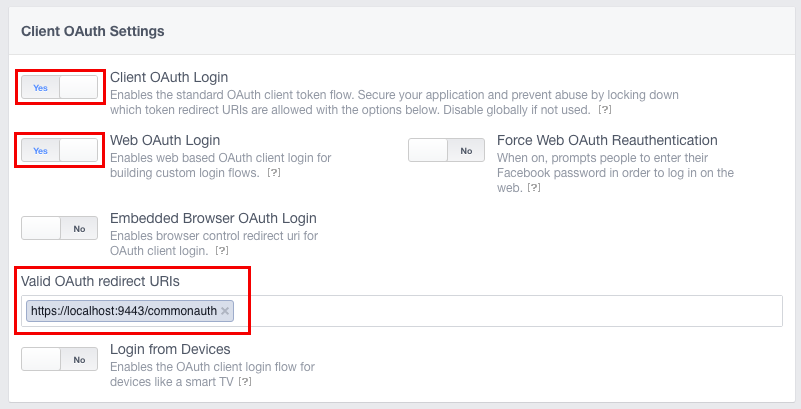 Client OAuth Settings
Yes
Client OAuth Login
Enables the standard OAuth client token flow. Secure your application and prevent abuse by locking down
which token redirect URIs are allowed with the options below. Disable globally if not used. [?]
Yes
Web OAuth Login
Enables web based OAuth client login for
building custom login flows. [?]
No
Force Web OAuth Reauthentication
When on, prompts people to enter their
Facebook password in order to log in on the
web. [?]
No
Embedded Browser OAuth Login
Enables browser control redirect uri for
OAuth client login. [?]
Valid OAuth redirect URIs
https://localhost:9443/commonauth ×
No
Login from Devices
Enables the OAuth client login flow for
devices like a smart TV [?]